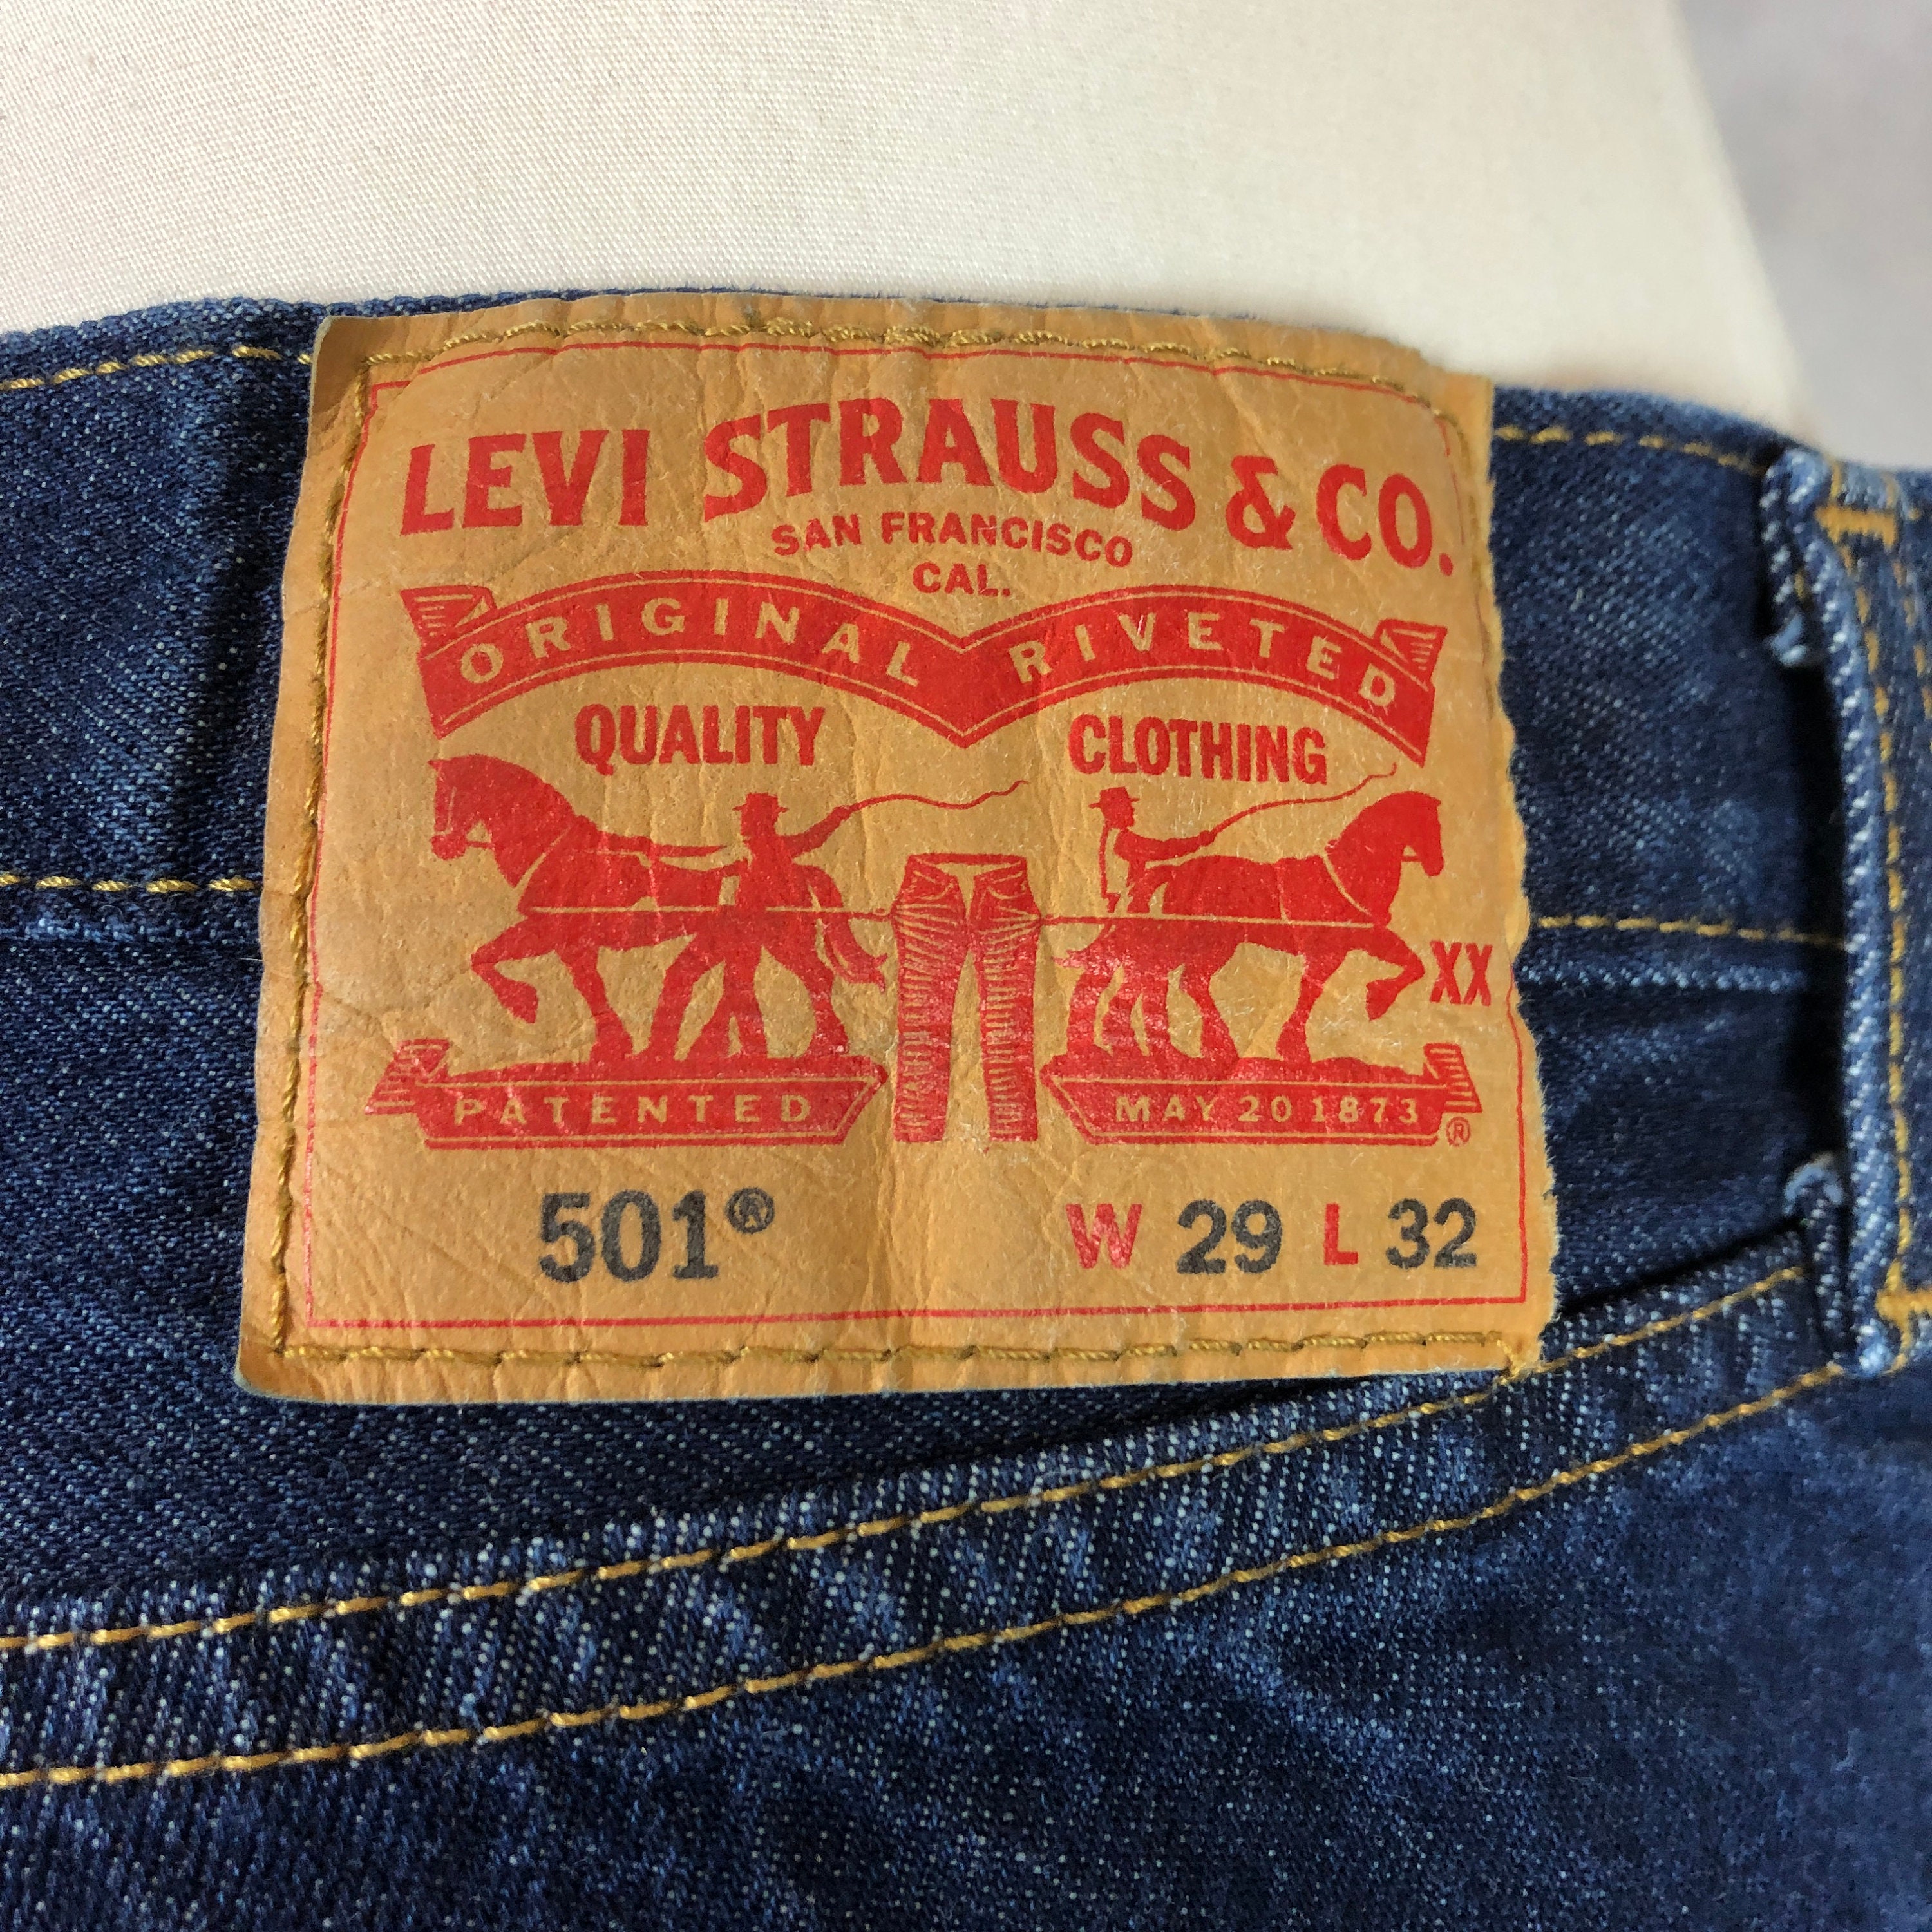 LEVI STRAUSS & CO.
SAN FRANCISCO
CAL.
ORIGINAL RIVETED
QUALITY CLOTHING
XX
PATENTED MAY 20 1873 ®
501® W 29 L 32